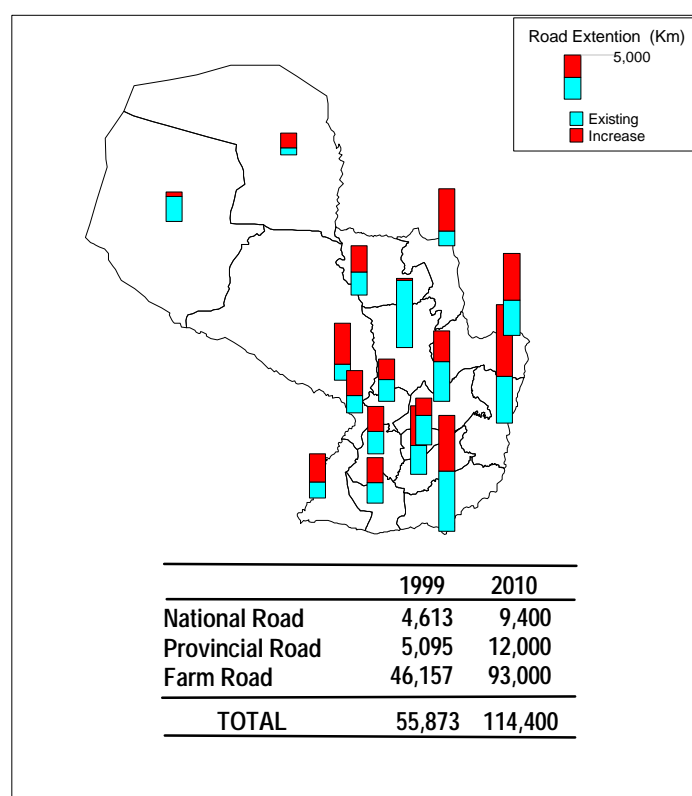 Road Extention (Km)
5,000
Existing
Increase
1999 2010
National Road 4,613 9,400
Provincial Road 5,095 12,000
Farm Road 46,157 93,000
TOTAL 55,873 114,400